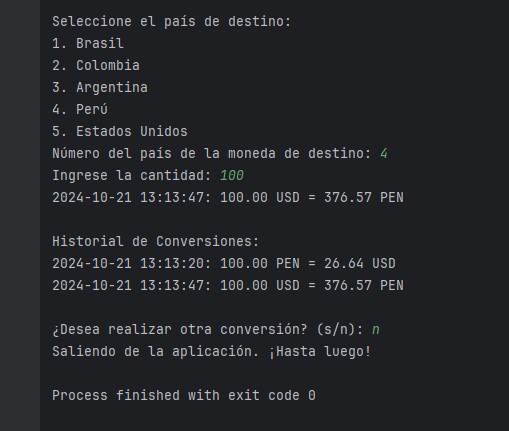 Seleccione el país de destino:
1. Brasil
2. Colombia
3. Argentina
4. Perú
5. Estados Unidos
Número del país de la moneda de destino: 4
Ingrese la cantidad: 100
2024-10-21 13:13:47: 100.00 USD = 376.57 PEN
Historial de Conversiones:
2024-10-21 13:13:20: 100.00 PEN = 26.64 USD
2024-10-21 13:13:47: 100.00 USD = 376.57 PEN
¿Desea realizar otra conversión? (s/n): n
Saliendo de la aplicación. ¡Hasta luego!
Process finished with exit code 0